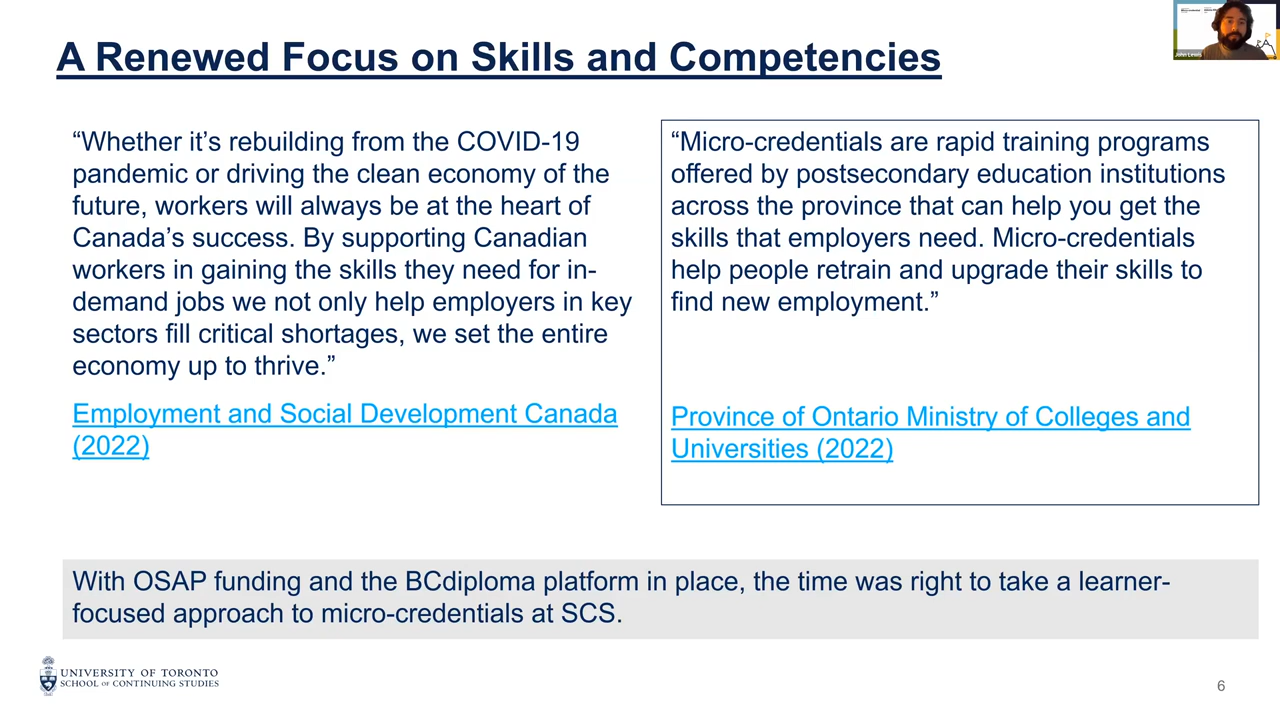 A Renewed Focus on Skills and Competencies
“Whether it’s rebuilding from the COVID-19
pandemic or driving the clean economy of the
future, workers will always be at the heart of
Canada’s success. By supporting Canadian
workers in gaining the skills they need for in-
demand jobs we not only help employers in key
sectors fill critical shortages, we set the entire
economy up to thrive.”
Employment and Social Development Canada
(2022)
“Micro-credentials are rapid training programs
offered by postsecondary education institutions
across the province that can help you get the
skills that employers need. Micro-credentials
help people retrain and upgrade their skills to
find new employment.”
Province of Ontario Ministry of Colleges and
Universities (2022)
With OSAP funding and the BCdiploma platform in place, the time was right to take a learner-
focused approach to micro-credentials at SCS.
UNIVERSITY OF TORONTO
SCHOOL OF CONTINUING STUDIES
6
John Lewis